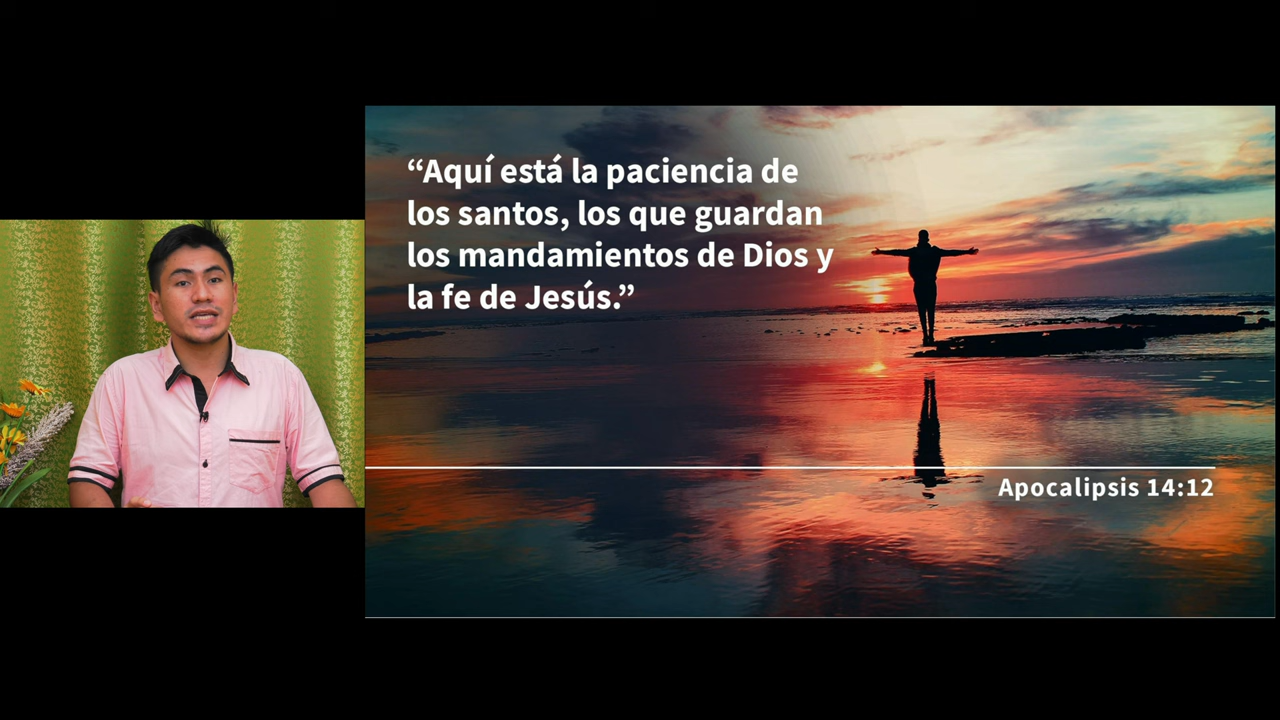 “Aquí está la paciencia de
los santos, los que guardan
los mandamientos de Dios y
la fe de Jesús.”
Apocalipsis 14:12